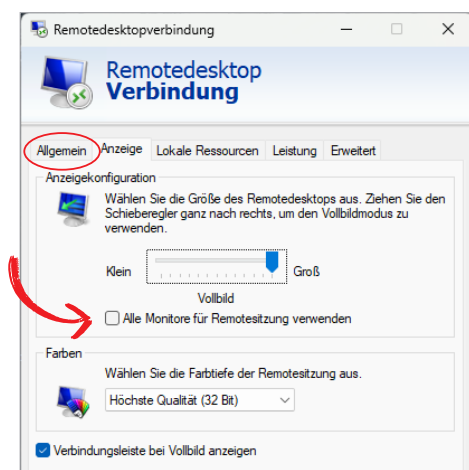 Remotedesktopverbindung
Remotedesktop
Verbindung
Allgemein Anzeige Lokale Ressourcen Leistung Erweitert
Anzeigekonfiguration
Wählen Sie die Größe des Remotedesktops aus. Ziehen Sie den
Schieberegler ganz nach rechts, um den Vollbildmodus zu
verwenden.
Klein Groß
Vollbild
Alle Monitore für Remotesitzung verwenden
Farben
Wählen Sie die Farbtiefe der Remotesitzung aus.
Höchste Qualität (32 Bit)
Verbindungsleiste bei Vollbild anzeigen